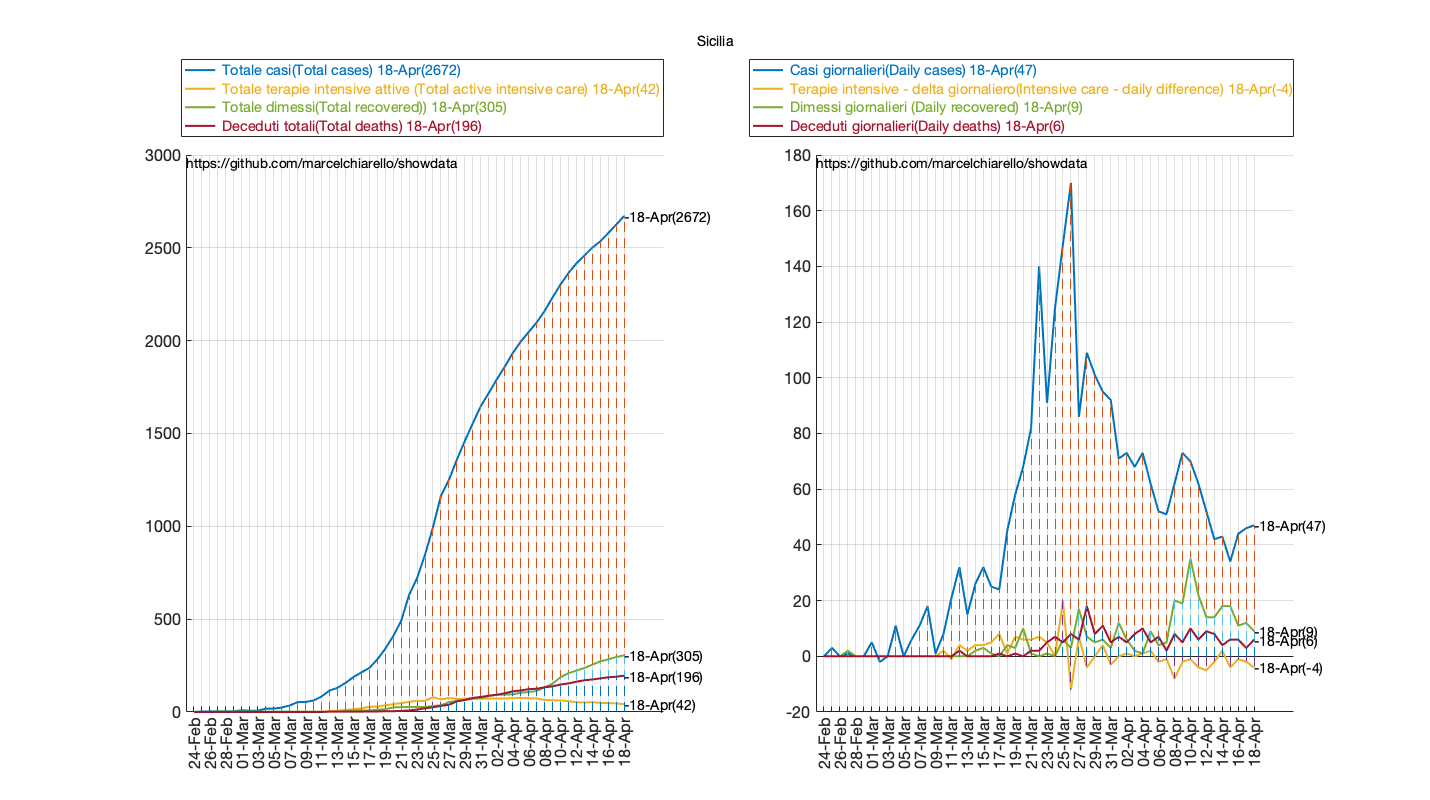 Sicilia
Totale casi(Total cases) 18-Apr(2672)
Totale terapie intensive attive (Total active intensive care) 18-Apr(42)
Totale dimessi(Total recovered)) 18-Apr(305)
Deceduti totali(Total deaths) 18-Apr(196)
3000
https://github.com/marcelchiarello/showdata
18-Apr(2672)
2500
2000
1500
1000
500
18-Apr(305)
18-Apr(196)
18-Apr(42)
0
24-Feb
26-Feb
28-Feb
01-Mar
03-Mar
05-Mar
07-Mar
09-Mar
11-Mar
13-Mar
15-Mar
17-Mar
19-Mar
21-Mar
23-Mar
25-Mar
27-Mar
29-Mar
31-Mar
02-Apr
04-Apr
06-Apr
08-Apr
10-Apr
12-Apr
14-Apr
16-Apr
18-Apr
Casi giornalieri(Daily cases) 18-Apr(47)
Terapie intensive - delta giornaliero(Intensive care - daily difference) 18-Apr(-4)
Dimessi giornalieri (Daily recovered) 18-Apr(9)
Deceduti giornalieri(Daily deaths) 18-Apr(6)
180
https://github.com/marcelchiarello/showdata
160
140
120
100
80
60
18-Apr(47)
40
20
18-Apr(9)
18-Apr(6)
0
18-Apr(-4)
-20
24-Feb
26-Feb
28-Feb
01-Mar
03-Mar
05-Mar
07-Mar
09-Mar
11-Mar
13-Mar
15-Mar
17-Mar
19-Mar
21-Mar
23-Mar
25-Mar
27-Mar
29-Mar
31-Mar
02-Apr
04-Apr
06-Apr
08-Apr
10-Apr
12-Apr
14-Apr
16-Apr
18-Apr